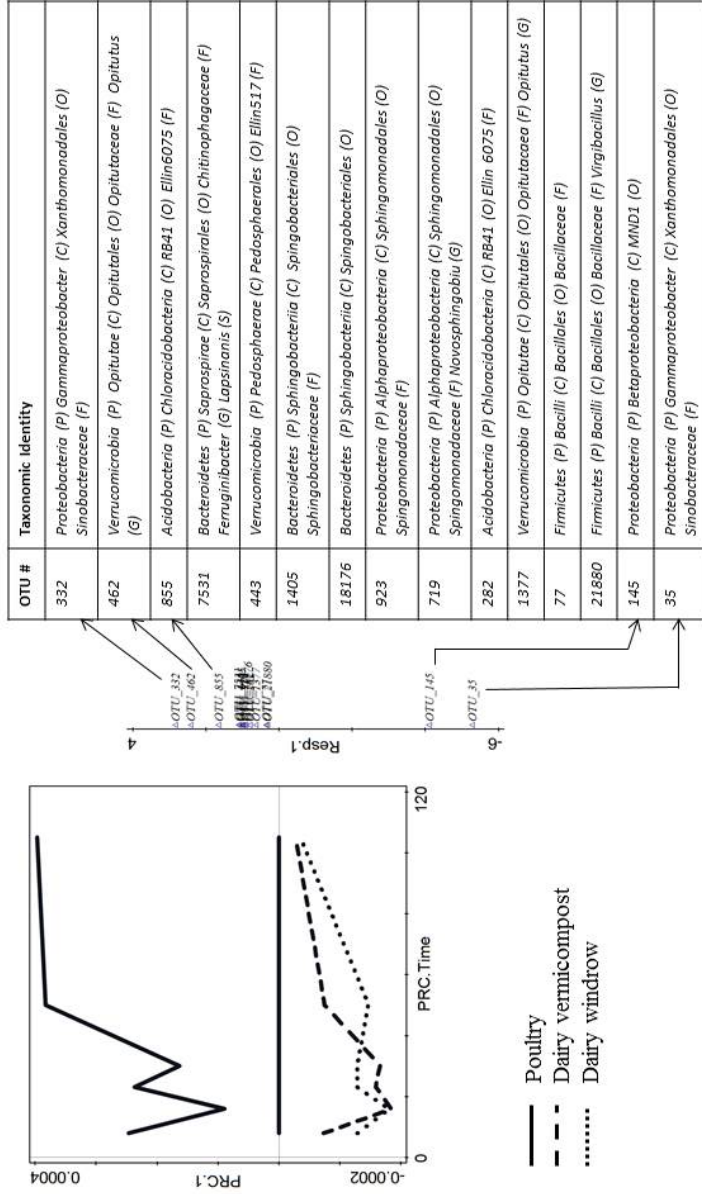 0.0004
PRC.1
-0.0002
0
PRC.Time
120
Poultry
Dairy vermicompost
Dairy windrow
4
Resp.1
-6
OTU_332
OTU_462
OTU_855
OTU_1377
OTU_21880
OTU_145
OTU_35
OTU # Taxonomic Identity
332 Proteobacteria (P) Gammaproteobacter (C) Xanthomonadales (O)
Sinobacteraceae (F)
462 Verrucomicrobia (P) Opitutae (C) Opitutales (O) Opitutaceae (F) Opitutus
(G)
855 Acidobacteria (P) Chloracidobacteria (C) RB41 (O) Ellin6075 (F)
7531 Bacteroidetes (P) Saprospirae (C) Saprospirales (O) Chitinophagaceae (F)
Ferruginibacter (G) Lapsinanis (S)
443 Verrucomicrobia (P) Pedosphaerae (C) Pedosphaerales (O) Ellin517 (F)
1405 Bacteroidetes (P) Sphingobacteriia (C) Spingobacteriales (O)
Sphingobacteriaceae (F)
18176 Bacteroidetes (P) Sphingobacteriia (C) Spingobacteriales (O)
923 Proteobacteria (P) Alphaproteobacteria (C) Sphingomonadales (O)
Spingomonadaceae (F)
719 Proteobacteria (P) Alphaproteobacteria (C) Sphingomonadales (O)
Spingomonadaceae (F) Novosphingobiu (G)
282 Acidobacteria (P) Chloracidobacteria (C) RB41 (O) Ellin 6075 (F)
1377 Verrucomicrobia (P) Opitutae (C) Opitutales (O) Opitutacaea (F) Opitutus (G)
77 Firmicutes (P) Bacilli (C) Bacillales (O) Bacillaceae (F)
21880 Firmicutes (P) Bacilli (C) Bacillales (O) Bacillaceae (F) Virgibacillus (G)
145 Proteobacteria (P) Betaproteobacteria (C) MND1 (O)
35 Proteobacteria (P) Gammaproteobacter (C) Xanthomonadales (O)
Sinobacteraceae (F)